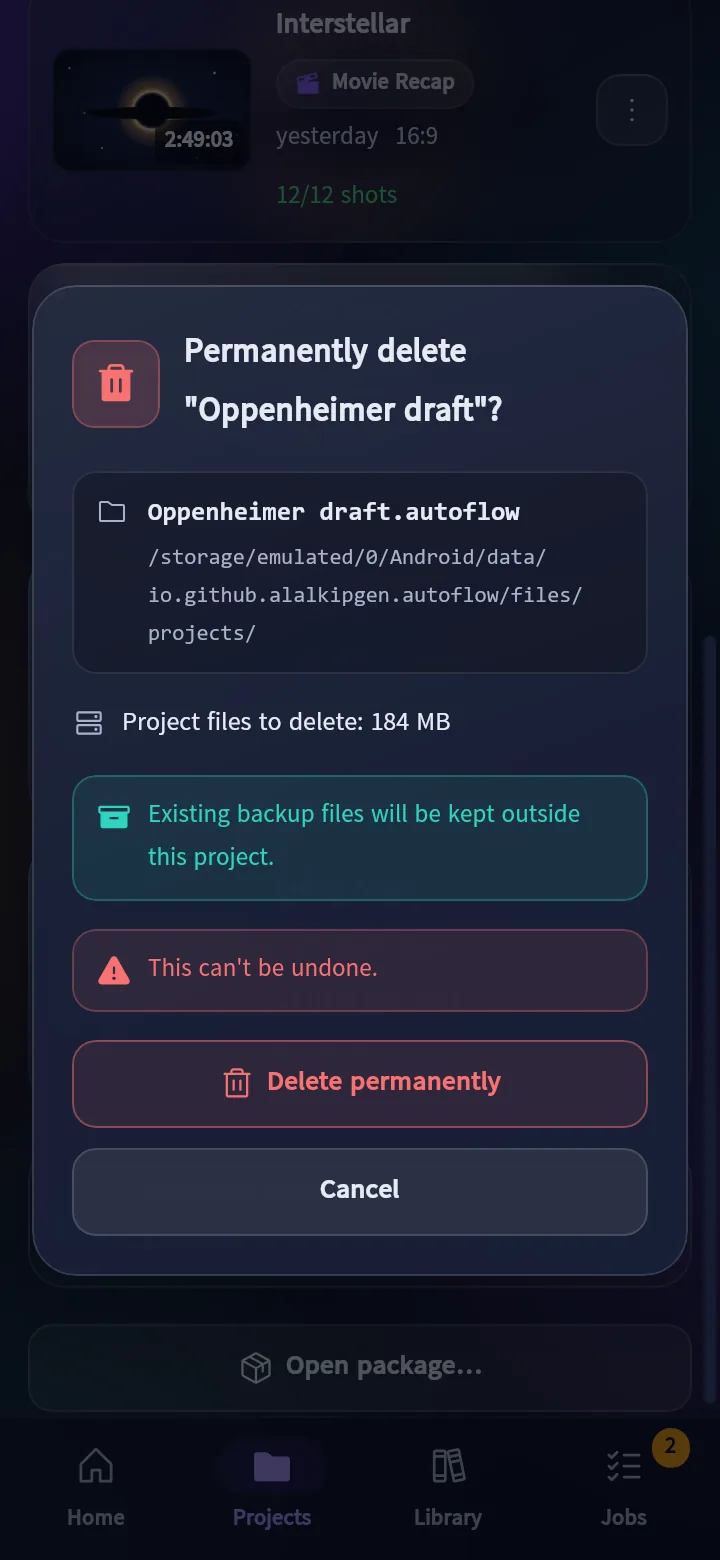 Interstellar
Movie Recap
2:49:03
yesterday 16:9
12/12 shots
Permanently delete
"Oppenheimer draft"?
Oppenheimer draft.autoflow
/storage/emulated/0/Android/data/
io.github.alalkipgen.autoflow/files/
projects/
Project files to delete: 184 MB
Existing backup files will be kept outside
this project.
This can't be undone.
Delete permanently
Cancel
Open package...
2
Home
Projects
Library
Jobs